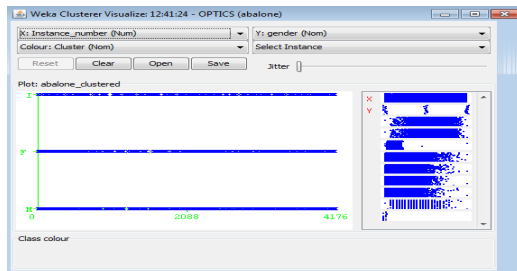 Weka Clusterer Visualize: 12:41:24 - OPTICS (abalone)
X: Instance_number (Num) Y: gender (Nom)
Colour: Cluster (Nom) Select Instance
Reset Clear Open Save Jitter
Plot: abalone_clustered
I
F
M
0 2088 4176
X
Y
Class colour